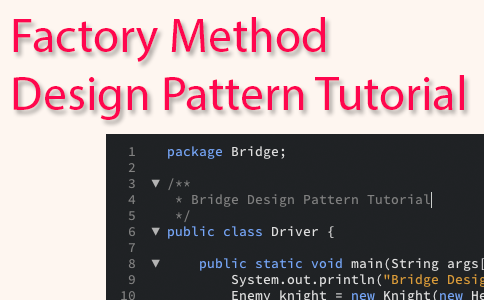 Factory Method
Design Pattern Tutorial
1 package Bridge;
2
3 /**
4 * Bridge Design Pattern Tutorial
5 */
6 public class Driver {
7
8 public static void main(String args[
9 System.out.println("Bridge Desig
10 Enemy knight = new Knight(new He